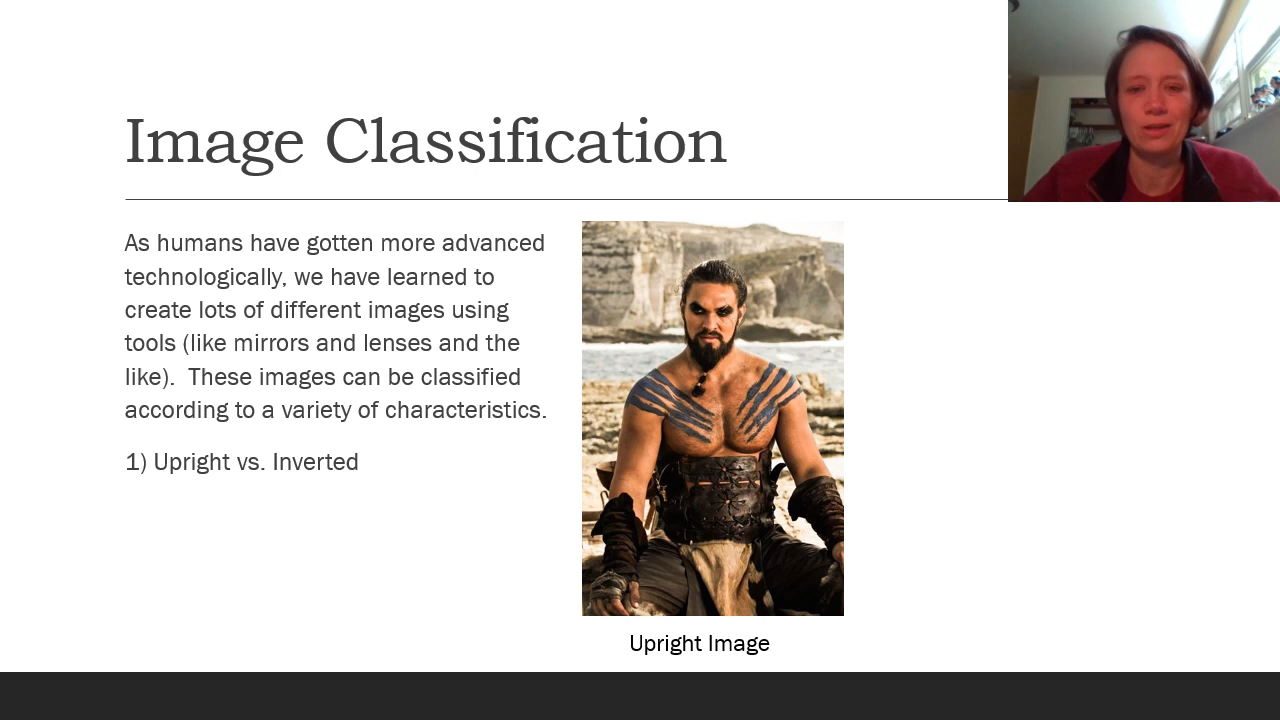 Image Classification
As humans have gotten more advanced
technologically, we have learned to
create lots of different images using
tools (like mirrors and lenses and the
like).  These images can be classified
according to a variety of characteristics.
1) Upright vs. Inverted
Upright Image